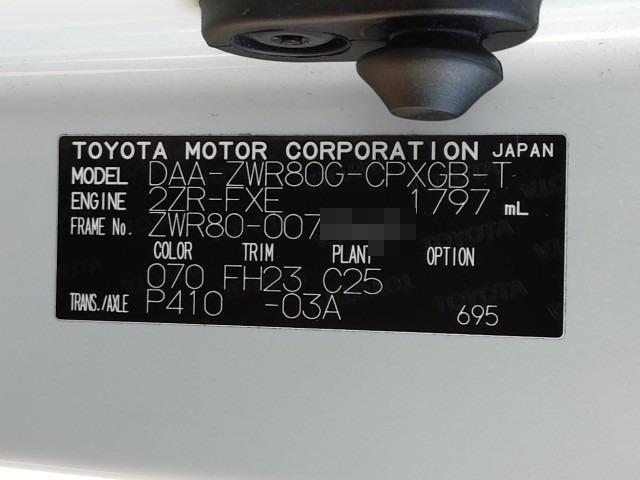 TOYOTA MOTOR CORPORATION JAPAN
MODEL DAA-ZWR80G-CPXGB-T
ENGINE 2ZR-FXE 1797 mL
FRAME No. ZWR80-007
COLOR TRIM PLANT OPTION
070 FH23 C25
TRANS./AXLE P410 -03A 695